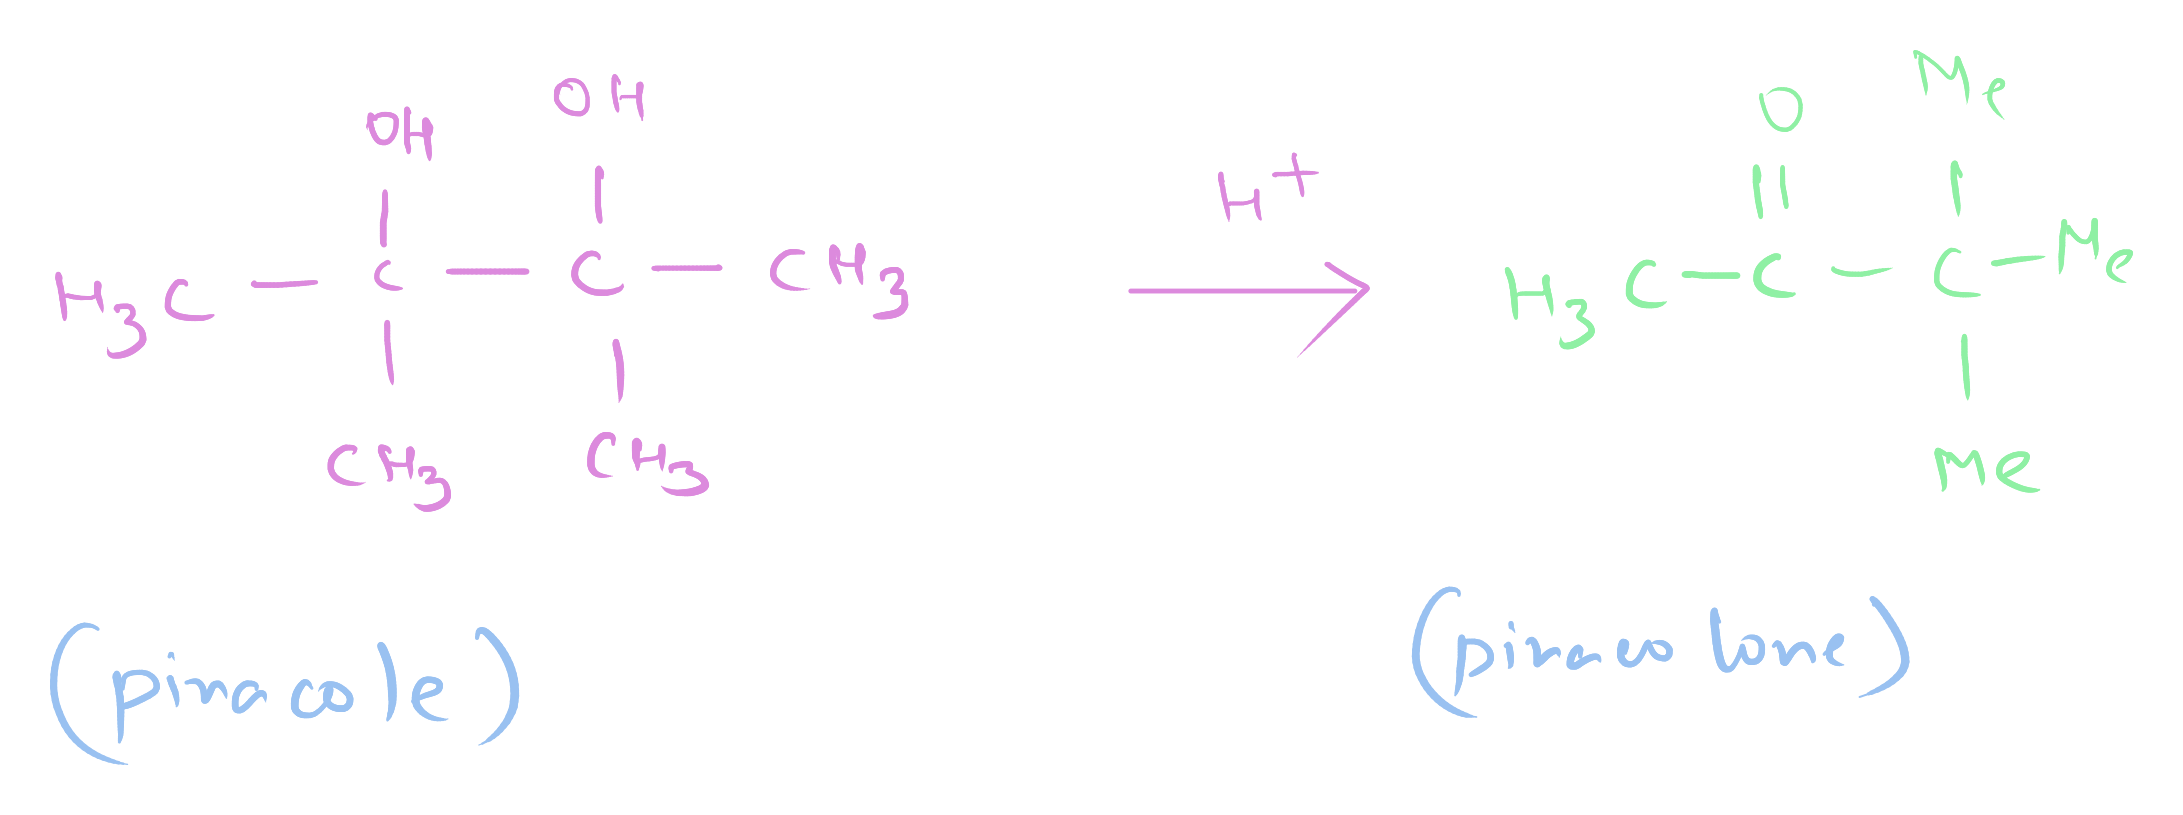 OH OH
H3C — C — C — CH3
CH3 CH3
H+
O Me
H3C — C — C — Me
Me
(pinacole)
(pinacolone)